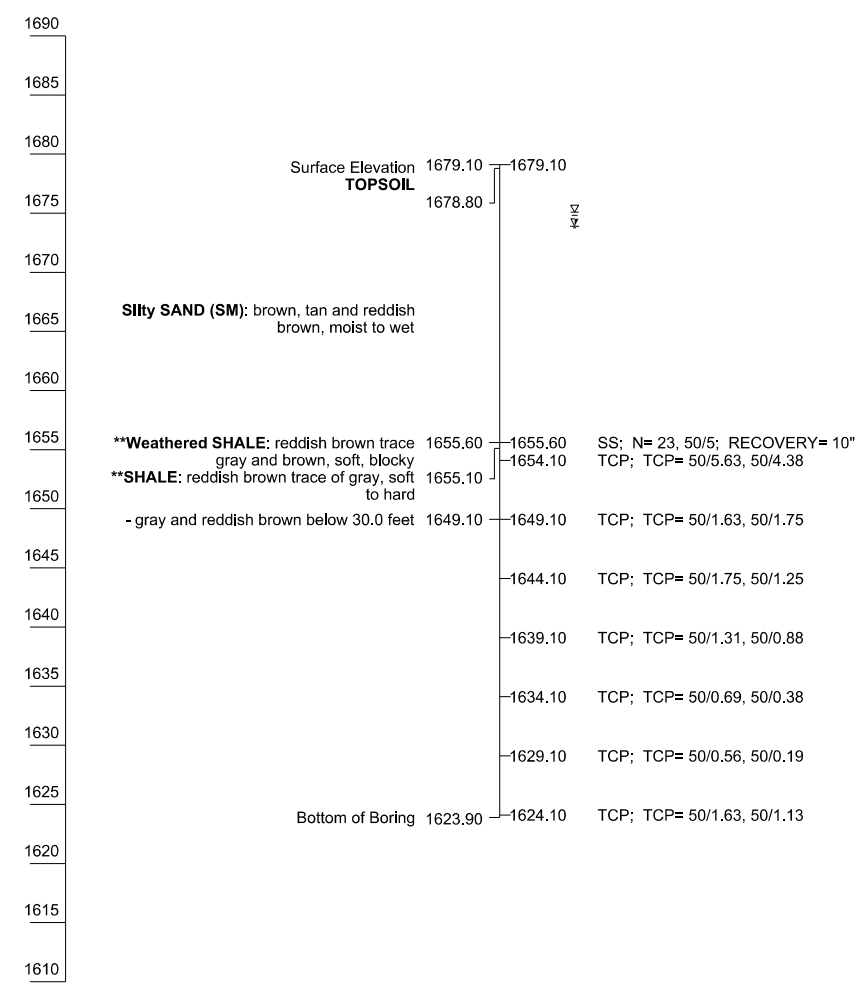 1690
1685
1680
Surface Elevation 1679.10 1679.10
TOPSOIL
1678.80
1675
1670
Silty SAND (SM): brown, tan and reddish
brown, moist to wet
1665
1660
1655
**Weathered SHALE: reddish brown trace 1655.60 1655.60 SS; N= 23, 50/5; RECOVERY= 10"
gray and brown, soft, blocky 1654.10 TCP; TCP= 50/5.63, 50/4.38
**SHALE: reddish brown trace of gray, soft 1655.10
to hard
1650
- gray and reddish brown below 30.0 feet 1649.10 1649.10 TCP; TCP= 50/1.63, 50/1.75
1645
1644.10 TCP; TCP= 50/1.75, 50/1.25
1640
1639.10 TCP; TCP= 50/1.31, 50/0.88
1635
1634.10 TCP; TCP= 50/0.69, 50/0.38
1630
1629.10 TCP; TCP= 50/0.56, 50/0.19
1625
Bottom of Boring 1623.90 1624.10 TCP; TCP= 50/1.63, 50/1.13
1620
1615
1610